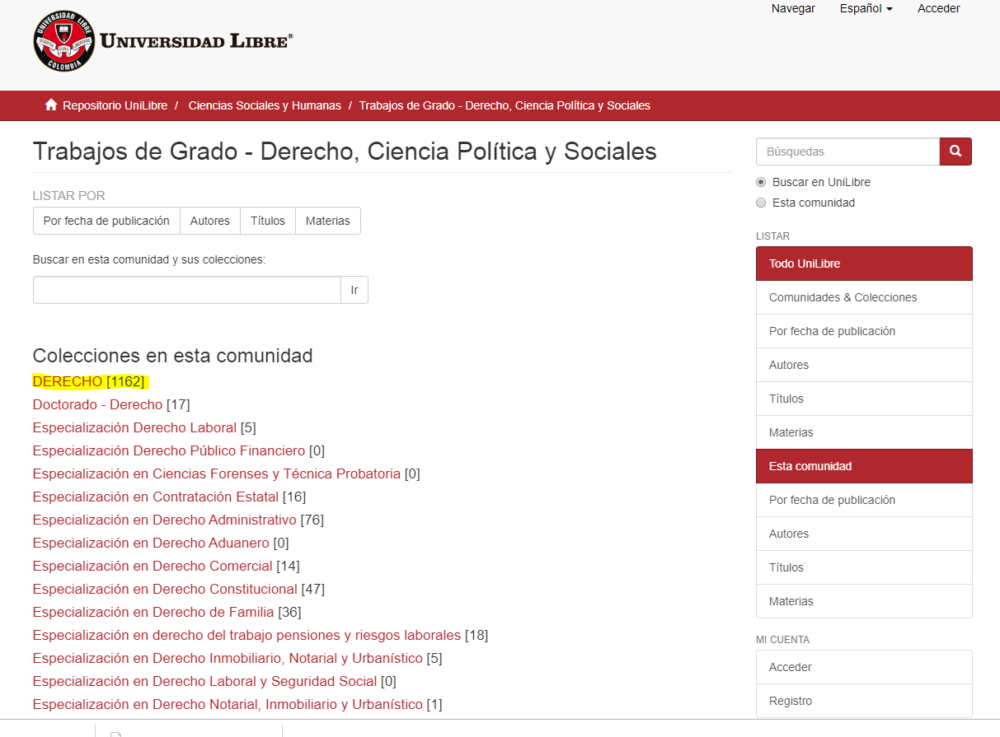 Navegar Español Acceder
UNIVERSIDAD LIBRE
COLOMBIA
UNIVERSIDAD LIBRE®
Repositorio UniLibre / Ciencias Sociales y Humanas / Trabajos de Grado - Derecho, Ciencia Política y Sociales
Trabajos de Grado - Derecho, Ciencia Política y Sociales
LISTAR POR
Por fecha de publicación Autores Títulos Materias
Buscar en esta comunidad y sus colecciones:
Ir
Colecciones en esta comunidad
DERECHO [1162]
Doctorado - Derecho [17]
Especialización Derecho Laboral [5]
Especialización Derecho Público Financiero [0]
Especialización en Ciencias Forenses y Técnica Probatoria [0]
Especialización en Contratación Estatal [16]
Especialización en Derecho Administrativo [76]
Especialización en Derecho Aduanero [0]
Especialización en Derecho Comercial [14]
Especialización en Derecho Constitucional [47]
Especialización en Derecho de Familia [36]
Especialización en derecho del trabajo pensiones y riesgos laborales [18]
Especialización en Derecho Inmobiliario, Notarial y Urbanístico [5]
Especialización en Derecho Laboral y Seguridad Social [0]
Especialización en Derecho Notarial, Inmobiliario y Urbanístico [1]
Búsquedas
Buscar en UniLibre
Esta comunidad
LISTAR
Todo UniLibre
Comunidades & Colecciones
Por fecha de publicación
Autores
Títulos
Materias
Esta comunidad
Por fecha de publicación
Autores
Títulos
Materias
MI CUENTA
Acceder
Registro